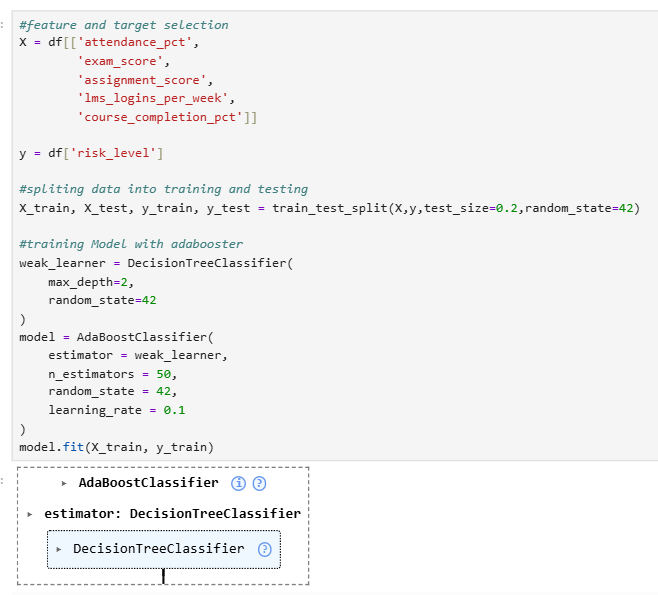 #feature and target selection
X = df[['attendance_pct',
        'exam_score',
        'assignment_score',
        'lms_logins_per_week',
        'course_completion_pct']]
y = df['risk_level']
#spliting data into training and testing
X_train, X_test, y_train, y_test = train_test_split(X,y,test_size=0.2,random_state=42)
#training Model with adabooster
weak_learner = DecisionTreeClassifier(
    max_depth=2,
    random_state=42
)
model = AdaBoostClassifier(
    estimator = weak_learner,
    n_estimators = 50,
    random_state = 42,
    learning_rate = 0.1
)
model.fit(X_train, y_train)
▸ AdaBoostClassifier i ?
▸ estimator: DecisionTreeClassifier
▸ DecisionTreeClassifier ?